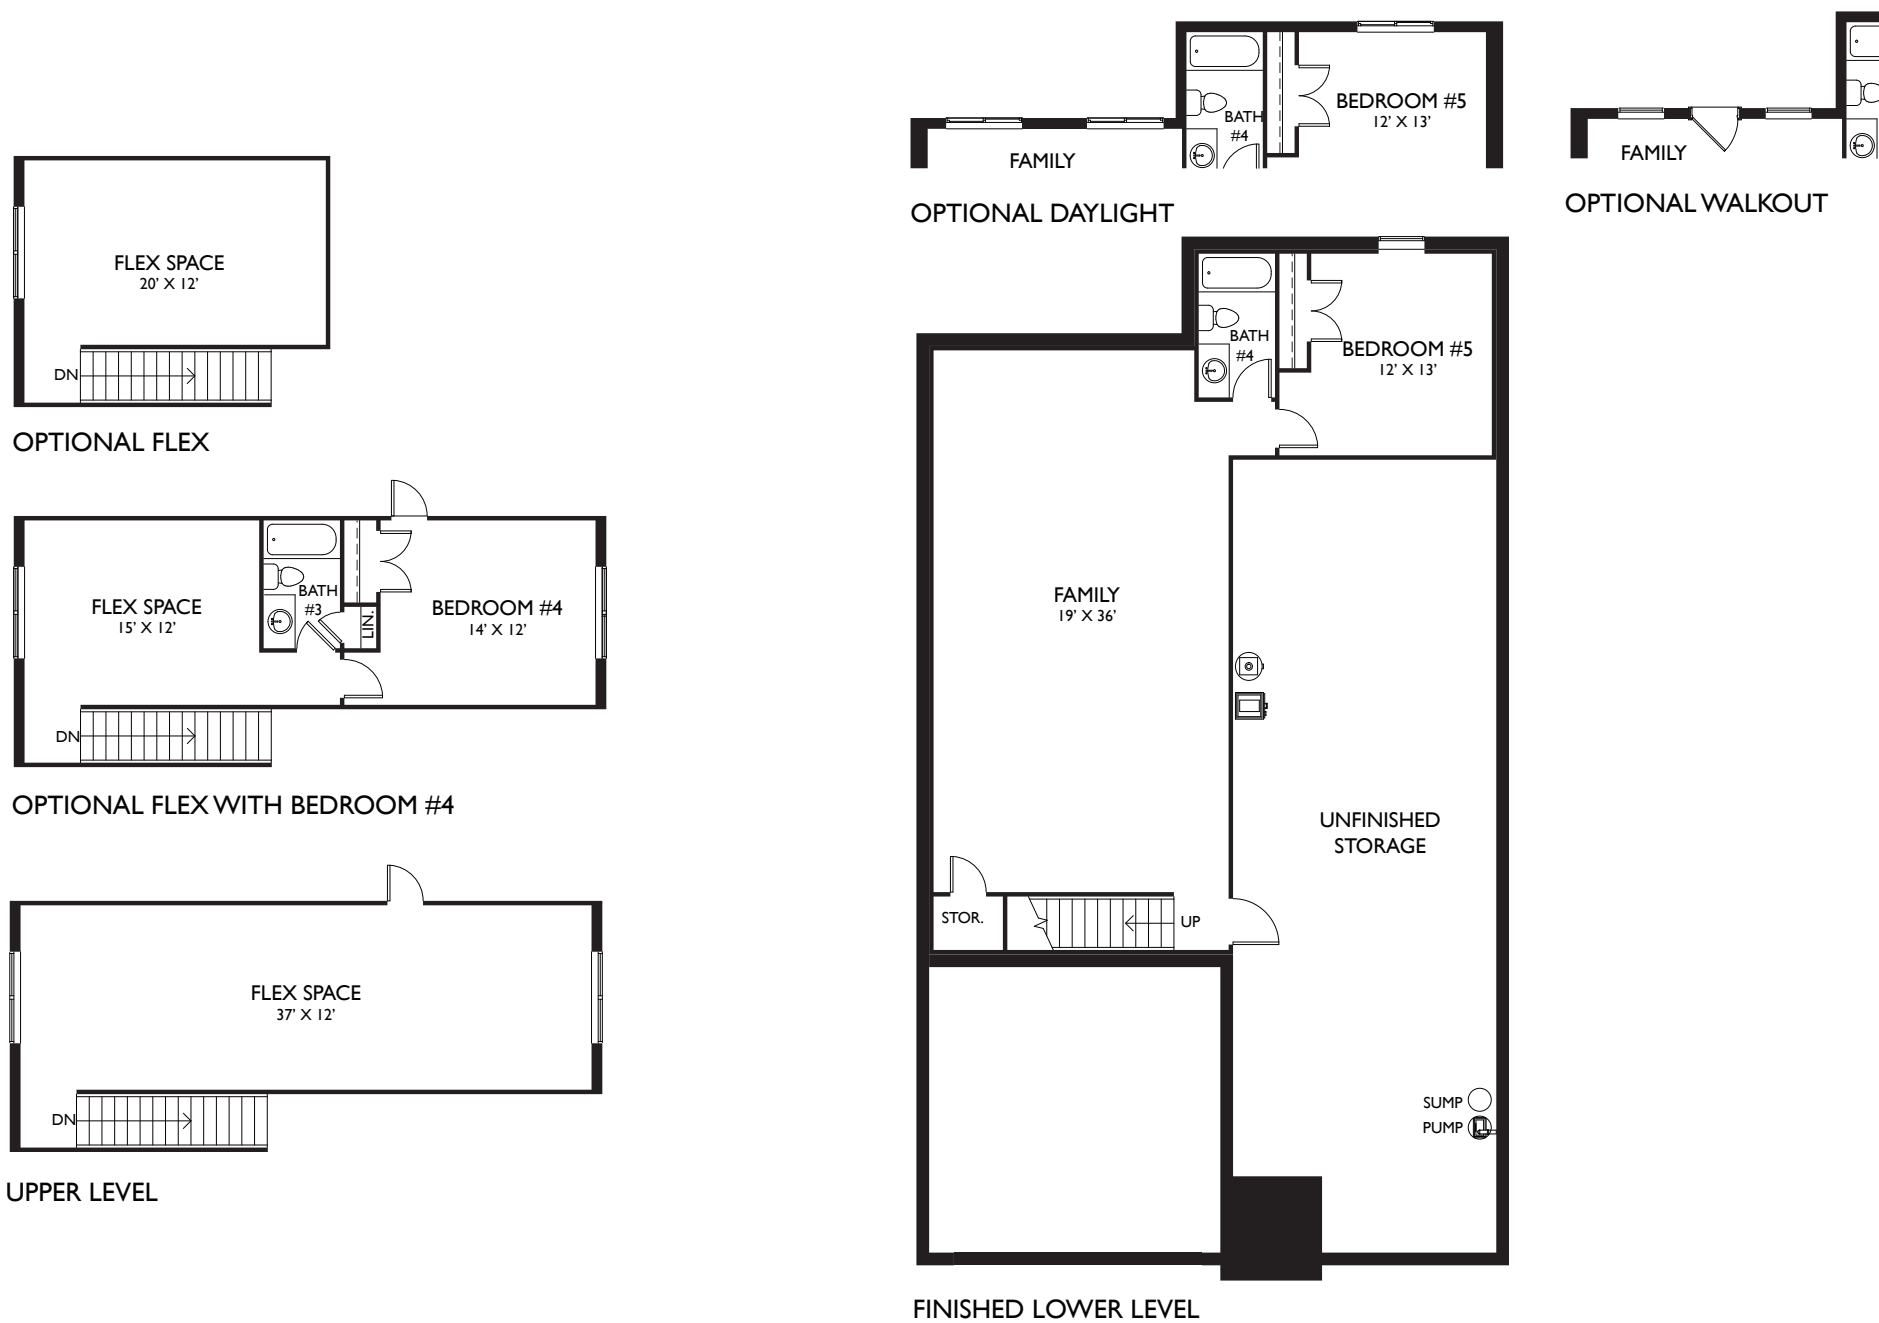 FLEX SPACE
20’ X 12’
DN
OPTIONAL FLEX
FLEX SPACE
15’ X 12’
BATH
#3
LIN.
BEDROOM #4
14’ X 12’
DN
OPTIONAL FLEX WITH BEDROOM #4
FLEX SPACE
37’ X 12’
DN
UPPER LEVEL
FAMILY
BATH
#4
BEDROOM #5
12’ X 13’
OPTIONAL DAYLIGHT
FAMILY
OPTIONAL WALKOUT
BATH
#4
BEDROOM #5
12’ X 13’
FAMILY
19’ X 36’
UNFINISHED
STORAGE
STOR.
UP
SUMP
PUMP
FINISHED LOWER LEVEL